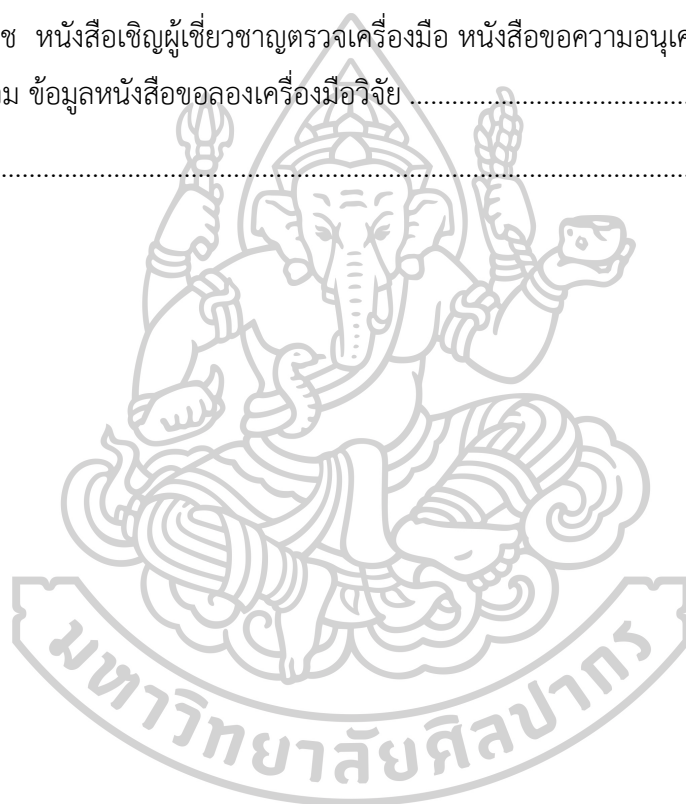 ช หนังสือเชิญผู้เชี่ยวชาญตรวจเครื่องมือ หนังสือขอความอนุเค
ม ข้อมูลหนังสือขอลองเครื่องมือวิจัย ........................................
................................................................................
มหาวิทยาลัยศิลปากร